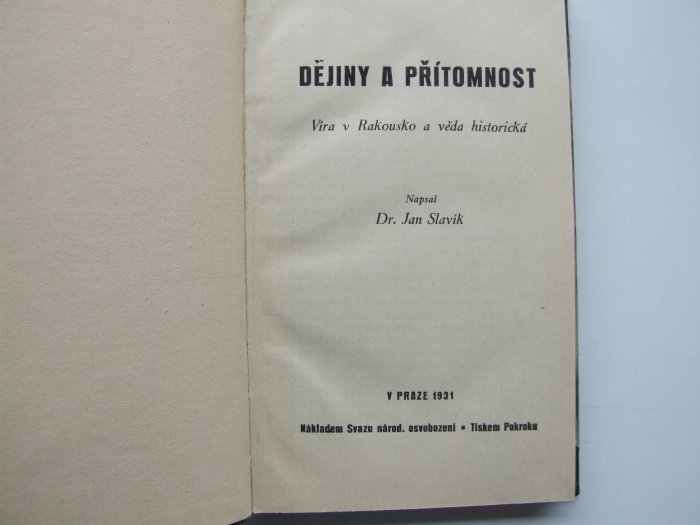 DĚJINY A PŘÍTOMNOST
Víra v Rakousko a věda historická
Napsal
Dr. Jan Slavík
V PRAZE 1931
Nákladem Svazu národ. osvobození ▪ Tiskem Pokroku